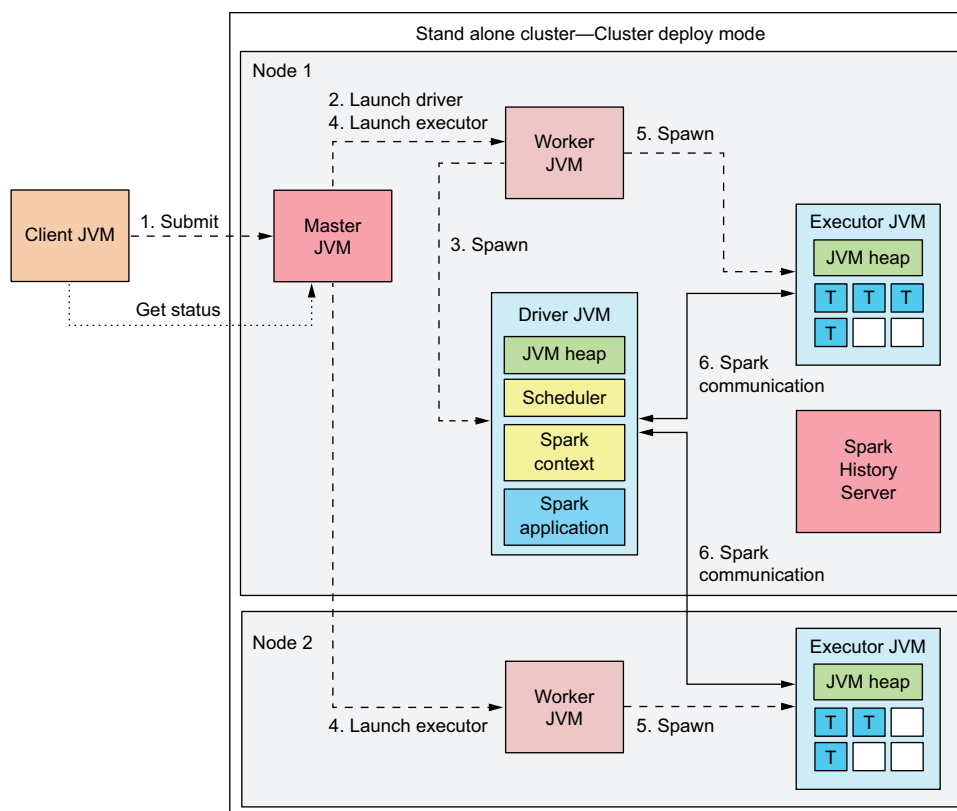 Stand alone cluster—Cluster deploy mode
Node 1
2. Launch driver
4. Launch executor
Worker
JVM
5. Spawn
Client JVM
1. Submit
Master
JVM
Get status
3. Spawn
Executor JVM
JVM heap
T T T
T
Driver JVM
JVM heap
Scheduler
Spark
context
Spark
application
6. Spark
communication
Spark
History
Server
6. Spark
communication
Node 2
4. Launch executor
Worker
JVM
5. Spawn
Executor JVM
JVM heap
T T
T